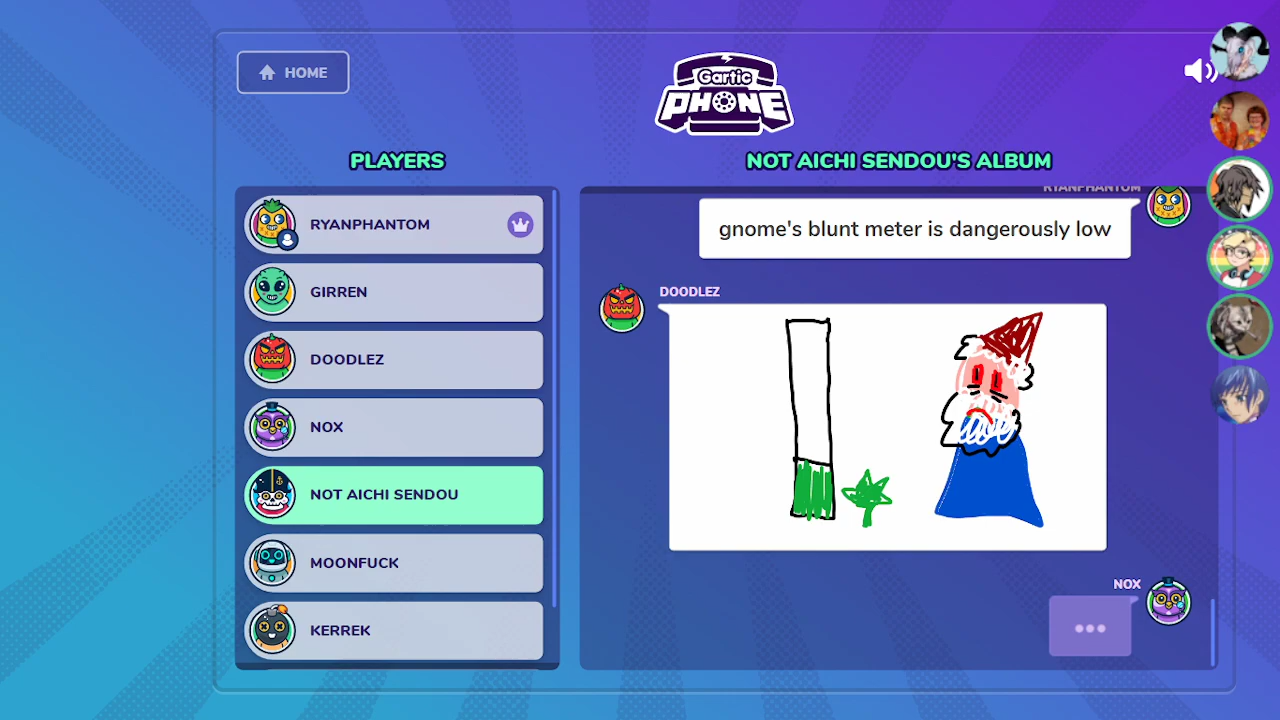 HOME
Gartic
PHONE
PLAYERS
NOT AICHI SENDOU'S ALBUM
RYANPHANTOM
GIRREN
DOODLEZ
NOX
NOT AICHI SENDOU
MOONFUCK
KERREK
RYANPHANTOM
gnome's blunt meter is dangerously low
DOODLEZ
NOX
•••